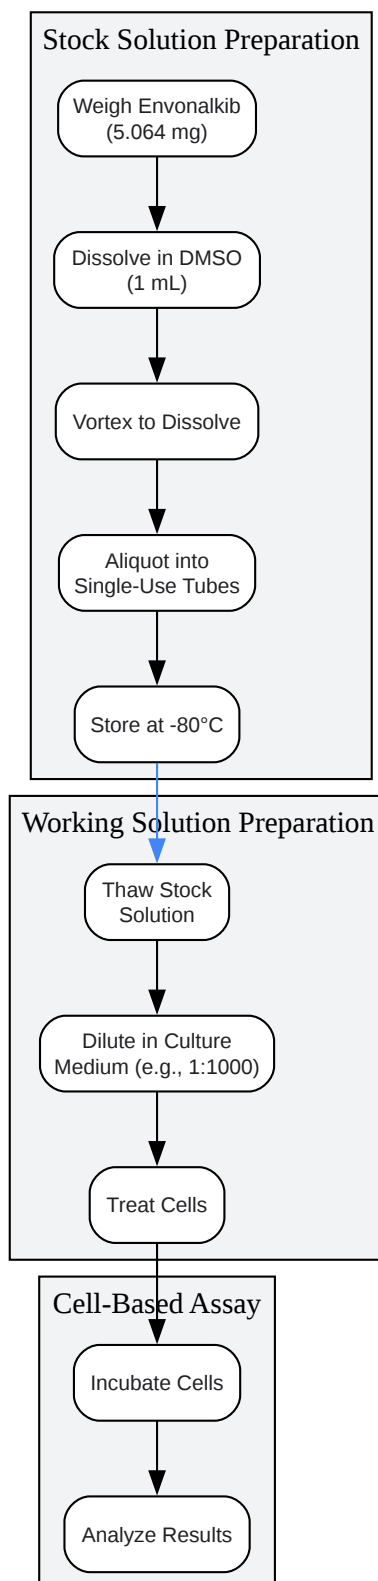 Stock Solution Preparation
Weigh Envonalkib
(5.064 mg)
Dissolve in DMSO
(1 mL)
Vortex to Dissolve
Aliquot into
Single-Use Tubes
Store at -80°C
Working Solution Preparation
Thaw Stock
Solution
Dilute in Culture
Medium (e.g., 1:1000)
Treat Cells
Cell-Based Assay
Incubate Cells
Analyze Results